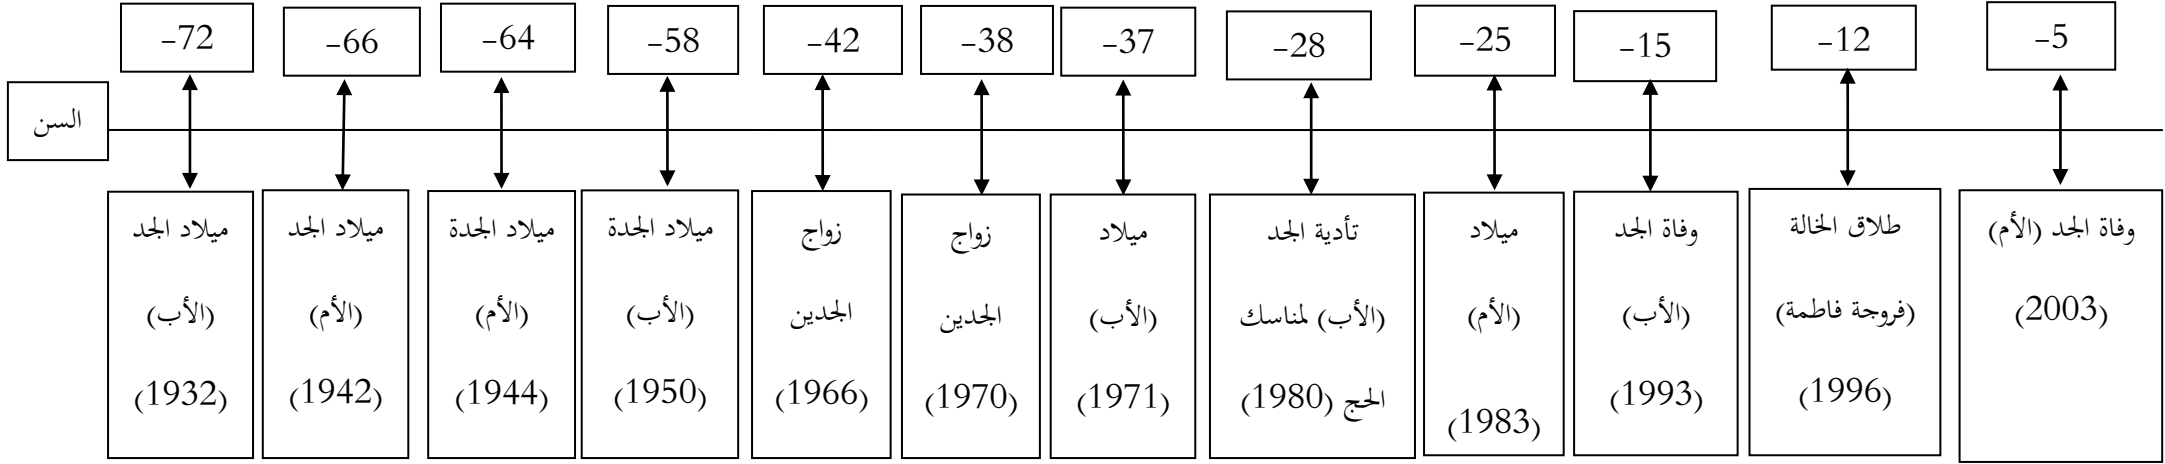 -72
-66
-64
-58
-42
-38
-37
-28
-25
-15
-12
-5
السن
ميلاد الجد
(الأب)
(1932)
ميلاد الجد
(الأم)
(1942)
ميلاد الجدة
(الأم)
(1944)
ميلاد الجدة
(الأب)
(1950)
زواج
الجدين
(1966)
زواج
الجدين
(1970)
ميلاد
(الأب)
(1971)
تأدية الجد
(الأب) لمناسك
الحج (1980)
ميلاد
(الأم)
(1983)
وفاة الجد
(الأب)
(1993)
طلاق الخالة
(فروجة فاطمة)
(1996)
وفاة الجد (الأم)
(2003)